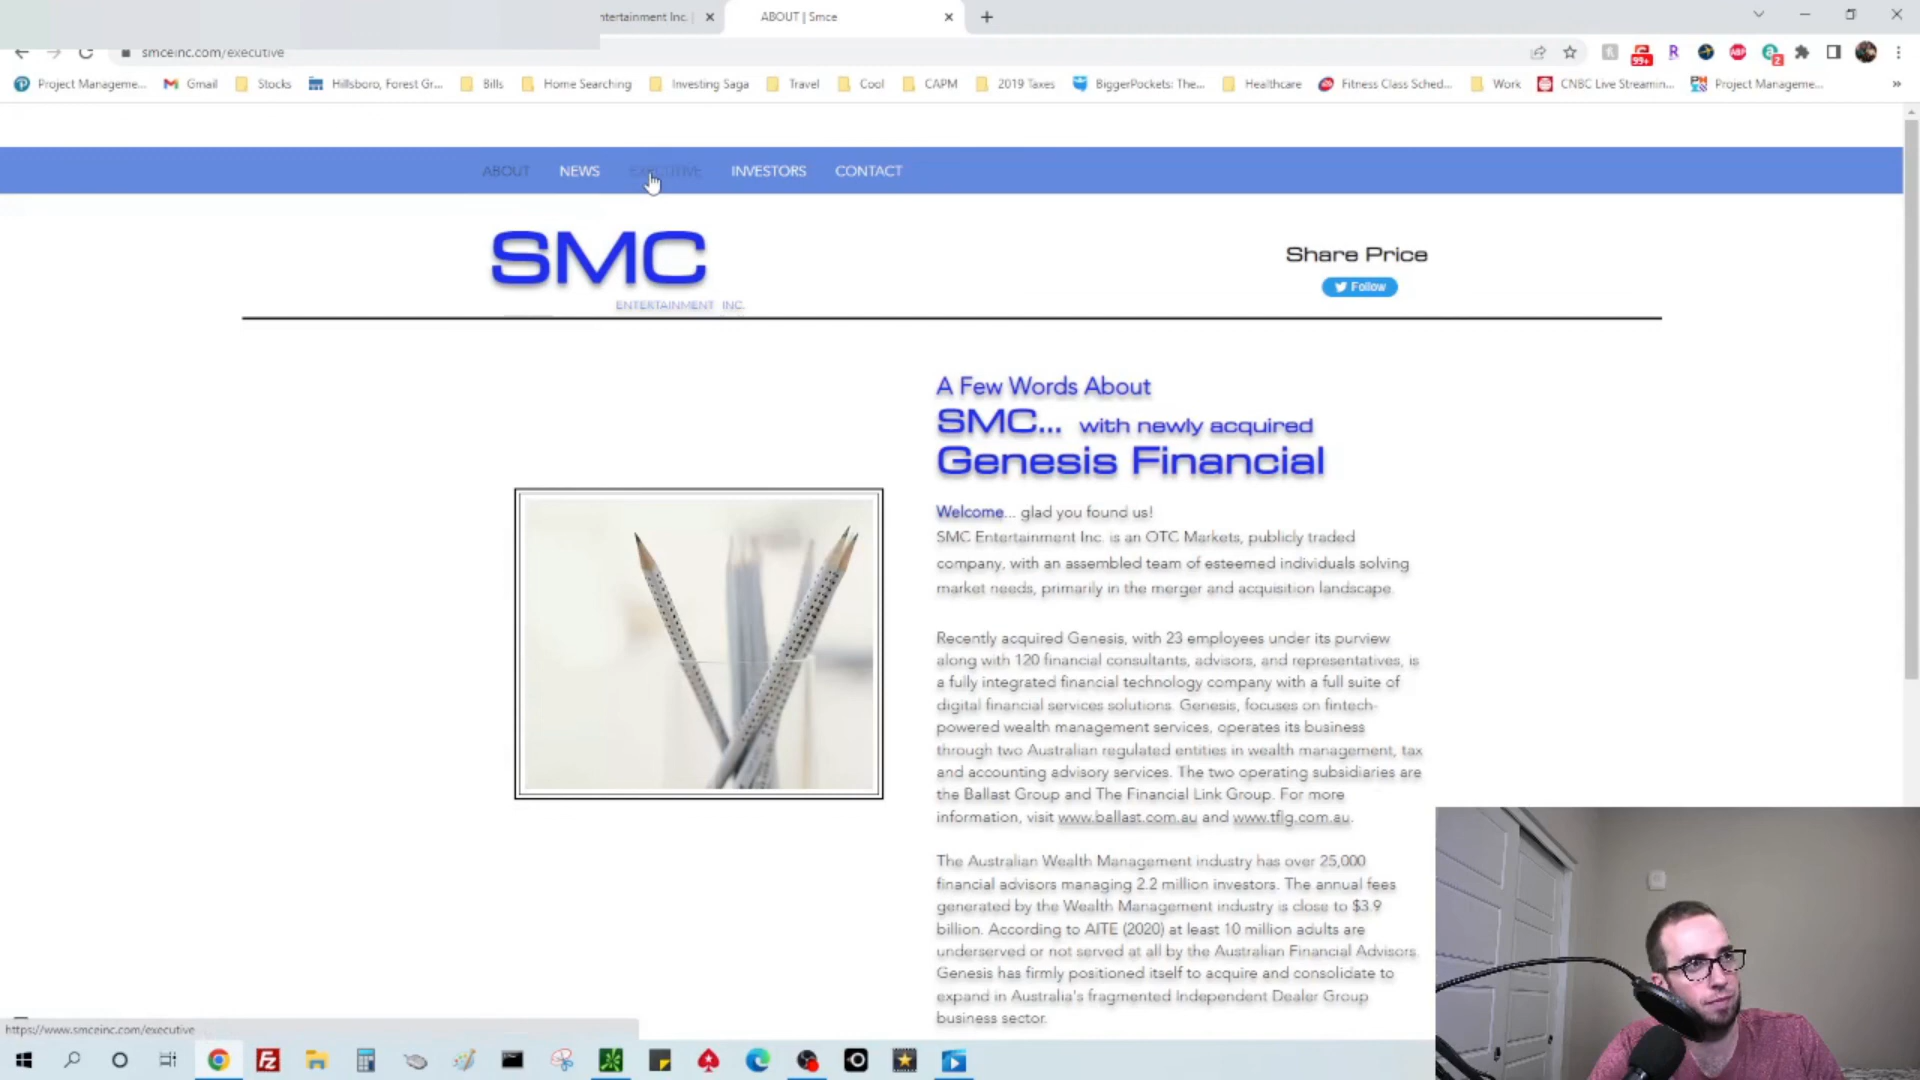 ntertainment Inc. |
ABOUT | Smce
smceinc.com/executive
99+
R
ABP
2
Project Manageme...
Gmail
Stocks
Hillsboro, Forest Gr...
Bills
Home Searching
Investing Saga
Travel
Cool
CAPM
2019 Taxes
BiggerPockets: The...
Healthcare
Fitness Class Sched...
Work
CNBC Live Streamin...
Project Manageme...
»
ABOUT
NEWS
EXECUTIVE
INVESTORS
CONTACT
SMC
ENTERTAINMENT INC.
Share Price
Follow
A Few Words About
SMC... with newly acquired
Genesis Financial
Welcome... glad you found us!
SMC Entertainment Inc. is an OTC Markets, publicly traded
company, with an assembled team of esteemed individuals solving
market needs, primarily in the merger and acquisition landscape.
Recently acquired Genesis, with 23 employees under its purview
along with 120 financial consultants, advisors, and representatives, is
a fully integrated financial technology company with a full suite of
digital financial services solutions. Genesis, focuses on fintech-
powered wealth management services, operates its business
through two Australian regulated entities in wealth management, tax
and accounting advisory services. The two operating subsidiaries are
the Ballast Group and The Financial Link Group. For more
information, visit www.ballast.com.au and www.tflg.com.au.
The Australian Wealth Management industry has over 25,000
financial advisors managing 2.2 million investors. The annual fees
generated by the Wealth Management industry is close to $3.9
billion. According to AITE (2020) at least 10 million adults are
underserved or not served at all by the Australian Financial Advisors.
Genesis has firmly positioned itself to acquire and consolidate to
expand in Australia's fragmented Independent Dealer Group
business sector.
https://www.smceinc.com/executive
Fz